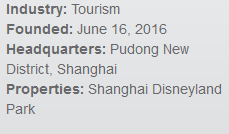 Industry: Tourism
Founded: June 16, 2016
Headquarters: Pudong New
District, Shanghai
Properties: Shanghai Disneyland
Park